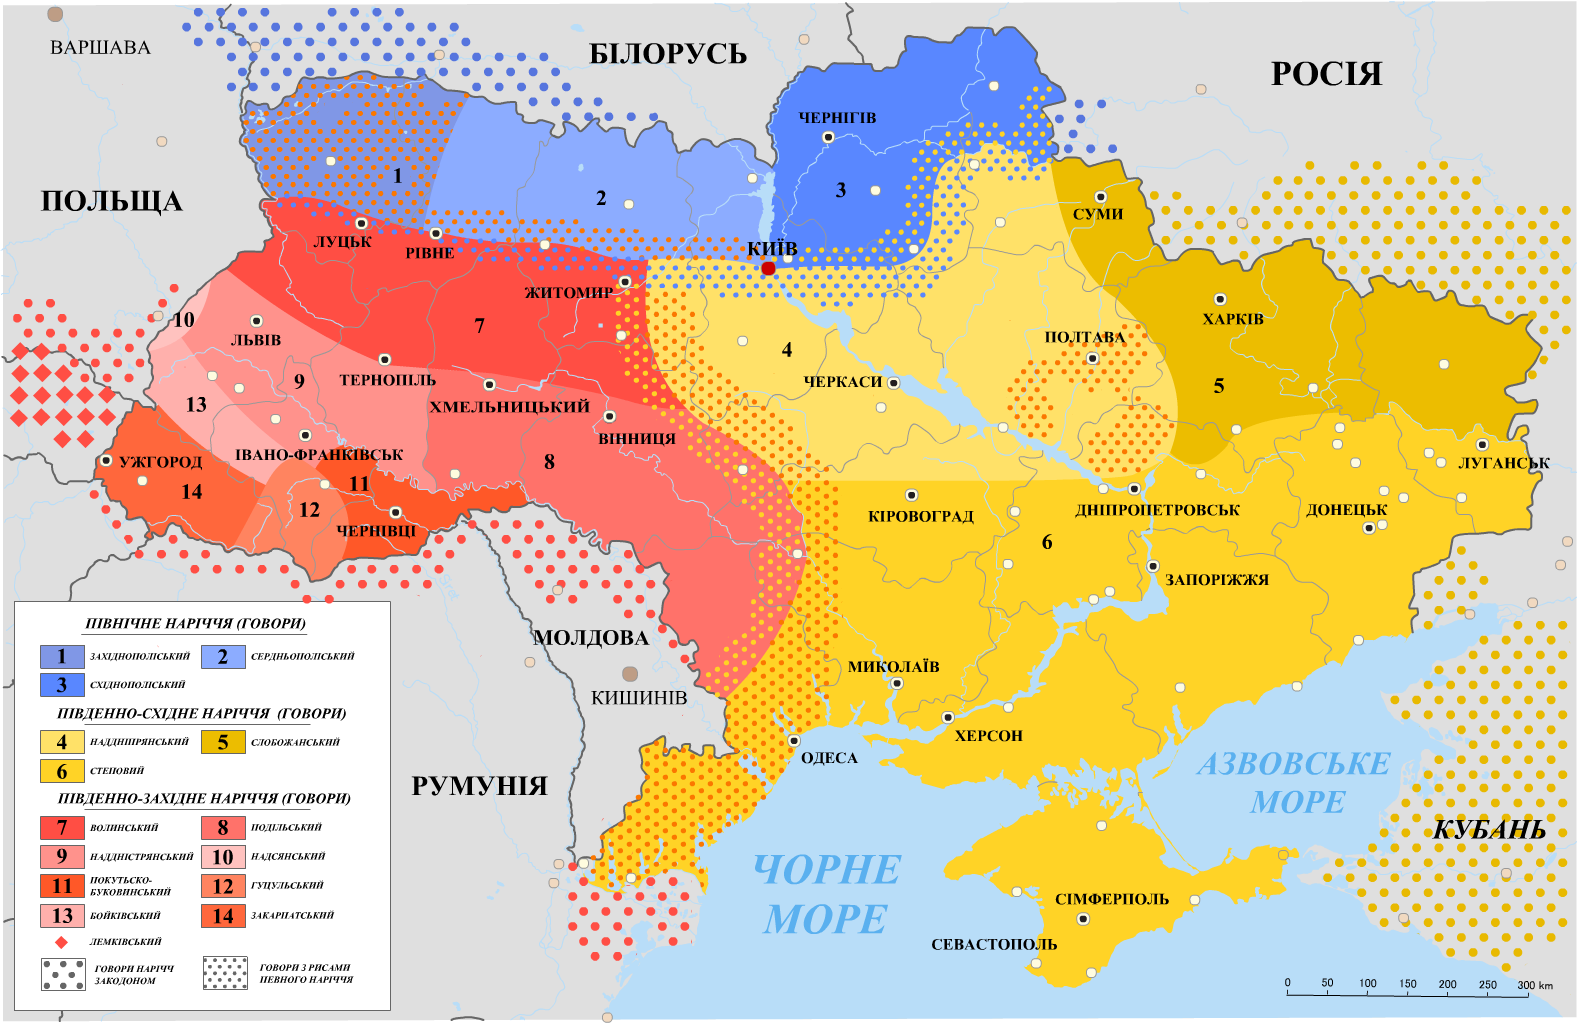 ВАРШАВА
БІЛОРУСЬ
РОСІЯ
ПОЛЬЩА
ЧЕРНІГІВ
1
2
3
СУМИ
ЛУЦЬК
РІВНЕ
КИЇВ
ЖИТОМИР
ХАРКІВ
10
ЛЬВІВ
7
4
ПОЛТАВА
ТЕРНОПІЛЬ
9
ЧЕРКАСИ
5
13
ХМЕЛЬНИЦЬКИЙ
ВІННИЦЯ
ІВАНО-ФРАНКІВСЬК
УЖГОРОД
8
ЛУГАНСЬК
14
11
12
КІРОВОГРАД
ДНІПРОПЕТРОВСЬК
ДОНЕЦЬК
ЧЕРНІВЦІ
6
ЗАПОРІЖЖЯ
МОЛДОВА
МИКОЛАЇВ
КИШИНІВ
ХЕРСОН
ОДЕСА
РУМУНІЯ
АЗВОВСЬКЕ
МОРЕ
КУБАНЬ
ЧОРНЕ
МОРЕ
СІМФЕРПОЛЬ
СЕВАСТОПОЛЬ
0 50 100 150 200 250 300 km
ПІВНІЧНЕ НАРІЧЧЯ (ГОВОРИ)
1 ЗАХІДНОПОЛІСЬКИЙ 2 СЕРДНЬОПОЛІСЬКИЙ
3 СХІДНОПОЛІСЬКИЙ
ПІВДЕННО-СХІДНЕ НАРІЧЧЯ (ГОВОРИ)
4 НАДДНІПРЯНСЬКИЙ 5 СЛОБОЖАНСЬКИЙ
6 СТЕПОВИЙ
ПІВДЕННО-ЗАХІДНЕ НАРІЧЧЯ (ГОВОРИ)
7 ВОЛИНСЬКИЙ 8 ПОДІЛЬСЬКИЙ
9 НАДДНІСТРЯНСЬКИЙ 10 НАДСЯНСЬКИЙ
11 ПОКУТЬСКО-
БУКОВИНСЬКИЙ 12 ГУЦУЛЬСЬКИЙ
13 БОЙКІВСЬКИЙ 14 ЗАКАРПАТСЬКИЙ
ЛЕМКІВСЬКИЙ
ГОВОРИ НАРІЧЧ
ЗАКОДОНОМ
ГОВОРИ З РИСАМИ
ПЕВНОГО НАРІЧЧЯ